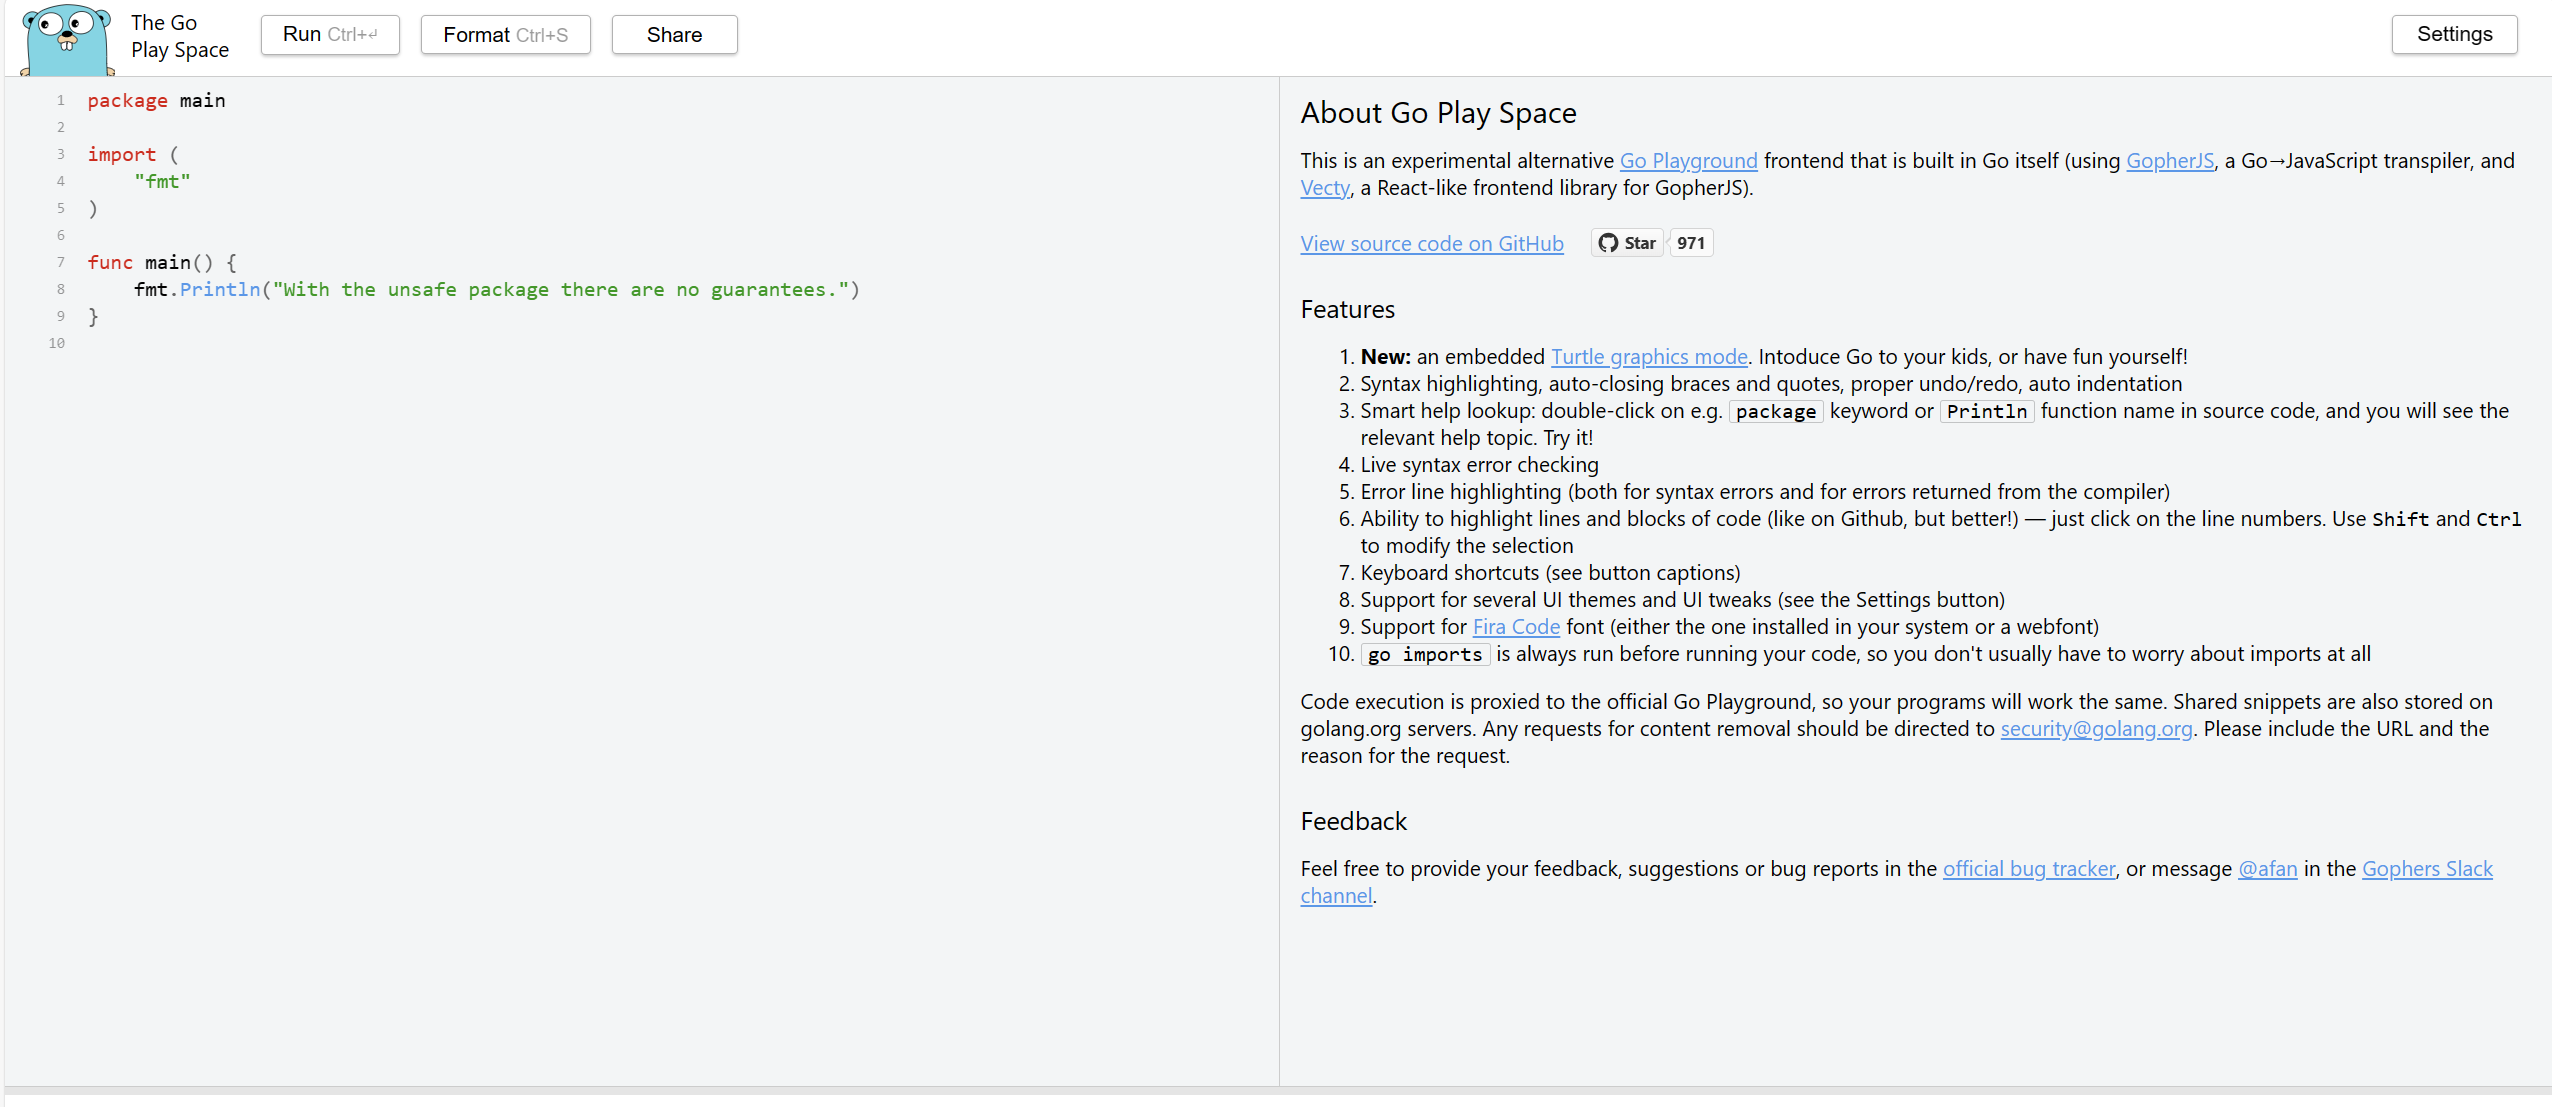 The Go
Play Space
Run Ctrl+⏎
Format Ctrl+S
Share
Settings
1 package main
2
3 import (
4 "fmt"
5 )
6
7 func main() {
8 fmt.Println("With the unsafe package there are no guarantees.")
9 }
10
About Go Play Space
This is an experimental alternative Go Playground frontend that is built in Go itself (using GopherJS, a Go→JavaScript transpiler, and
Vecty, a React-like frontend library for GopherJS).
View source code on GitHub Star 971
Features
1. New: an embedded Turtle graphics mode. Intoduce Go to your kids, or have fun yourself!
2. Syntax highlighting, auto-closing braces and quotes, proper undo/redo, auto indentation
3. Smart help lookup: double-click on e.g. package keyword or Println function name in source code, and you will see the
relevant help topic. Try it!
4. Live syntax error checking
5. Error line highlighting (both for syntax errors and for errors returned from the compiler)
6. Ability to highlight lines and blocks of code (like on Github, but better!) — just click on the line numbers. Use Shift and Ctrl
to modify the selection
7. Keyboard shortcuts (see button captions)
8. Support for several UI themes and UI tweaks (see the Settings button)
9. Support for Fira Code font (either the one installed in your system or a webfont)
10. go imports is always run before running your code, so you don't usually have to worry about imports at all
Code execution is proxied to the official Go Playground, so your programs will work the same. Shared snippets are also stored on
golang.org servers. Any requests for content removal should be directed to security@golang.org. Please include the URL and the
reason for the request.
Feedback
Feel free to provide your feedback, suggestions or bug reports in the official bug tracker, or message @afan in the Gophers Slack
channel.